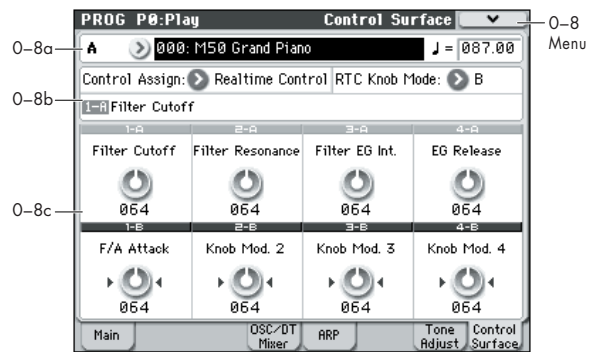 PROG P0:Play Control Surface
0–8 Menu
0–8a
A 000: M50 Grand Piano ♩ = 087.00
Control Assign: Realtime Control RTC Knob Mode: B
0–8b
1-A Filter Cutoff
1-A 2-A 3-A 4-A
Filter Cutoff Filter Resonance Filter EG Int. EG Release
0–8c
064 064 064 064
1-B 2-B 3-B 4-B
F/A Attack Knob Mod. 2 Knob Mod. 3 Knob Mod. 4
064 064 064 064
Main OSC/DT Mixer ARP Tone Adjust Control Surface